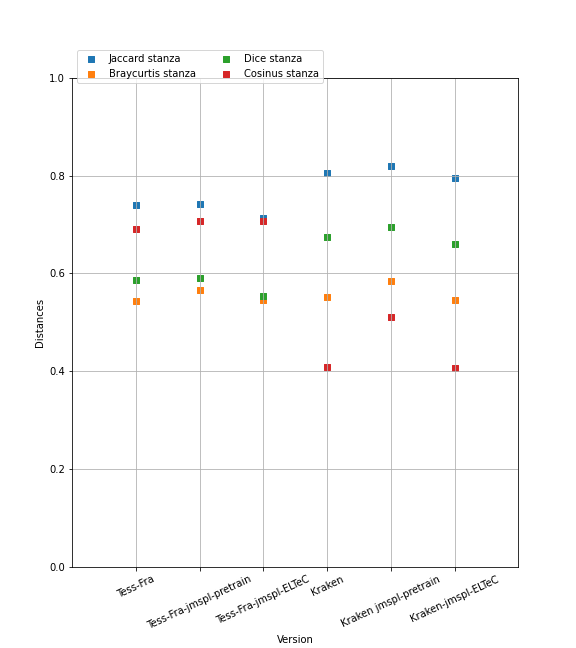 Jaccard stanza Dice stanza
Braycurtis stanza Cosinus stanza
1.0
0.8
0.6
0.4
0.2
0.0
Distances
Tess-Fra
Tess-Fra-jmspl-pretrain
Tess-Fra-jmspl-ELTeC
Kraken
Kraken jmspl-pretrain
Kraken-jmspl-ELTeC
Version